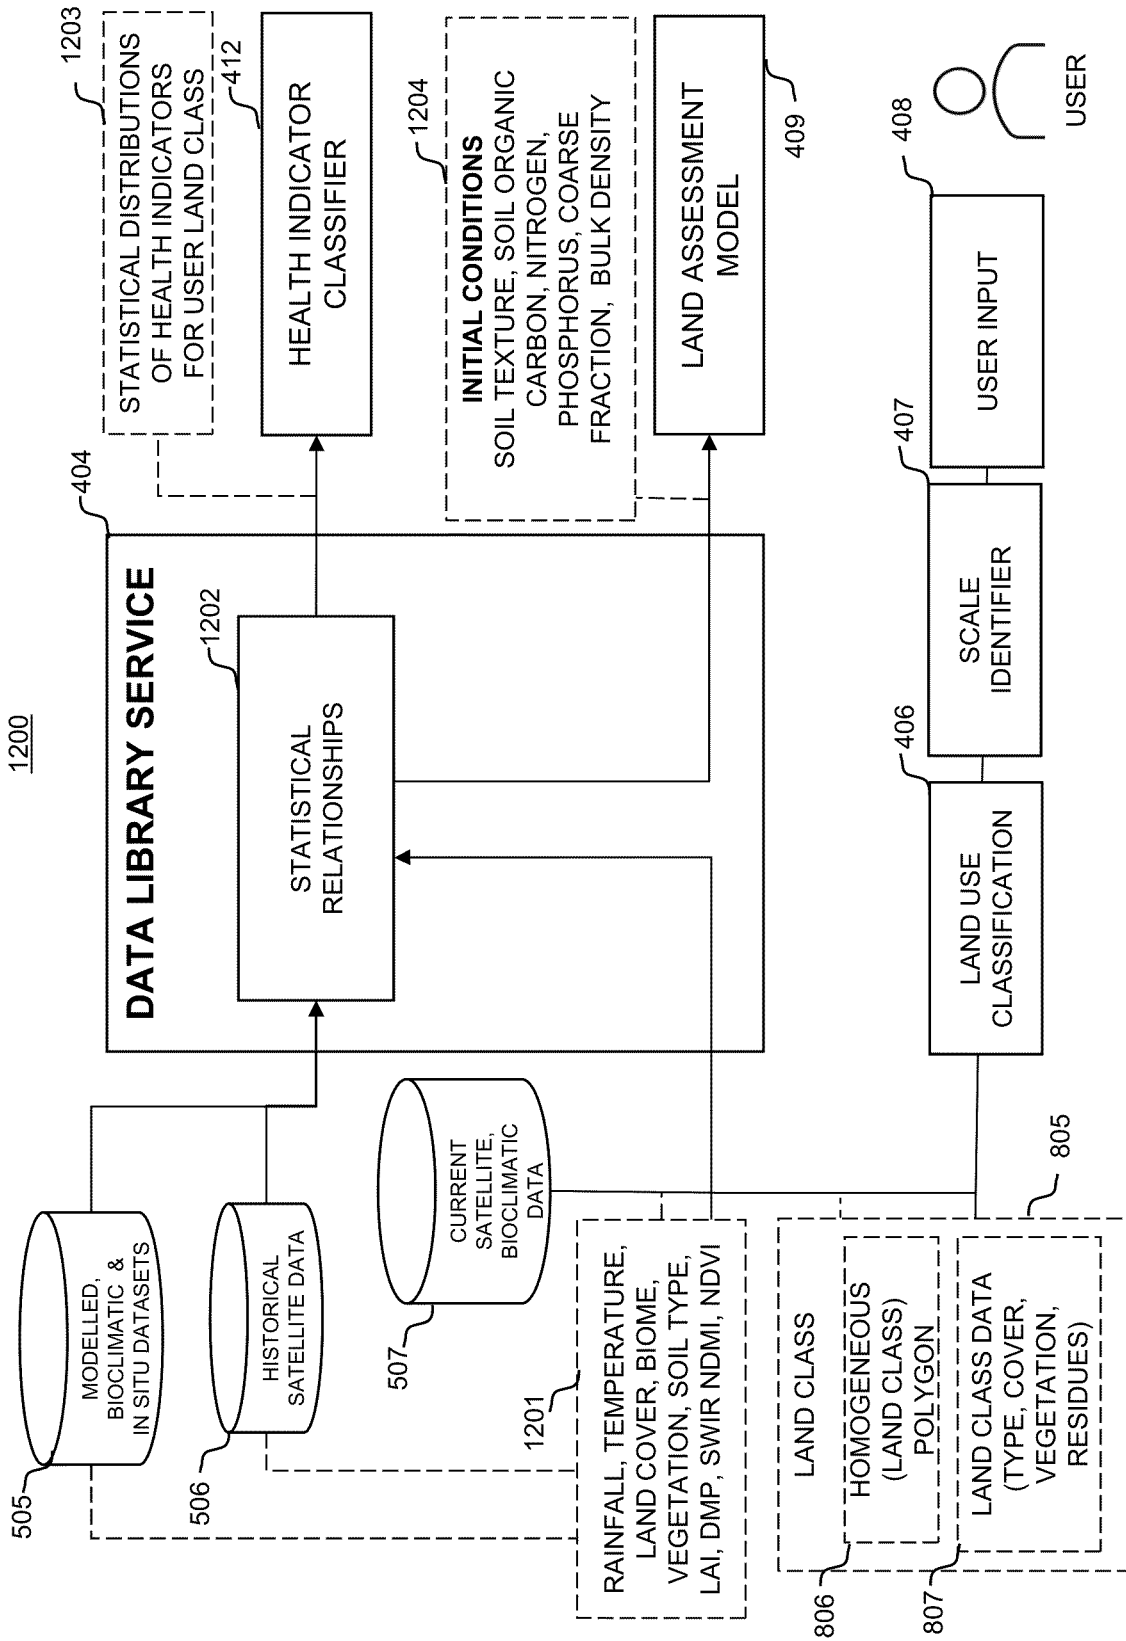 1200
505
MODELLED,
BIOCLIMATIC &
IN SITU DATASETS
506
HISTORICAL
SATELLITE DATA
507
CURRENT
SATELLITE,
BIOCLIMATIC
DATA
1201
RAINFALL, TEMPERATURE,
LAND COVER, BIOME,
VEGETATION, SOIL TYPE,
LAI, DMP, SWIR NDMI, NDVI
805
LAND CLASS
806
HOMOGENEOUS
(LAND CLASS)
POLYGON
807
LAND CLASS DATA
(TYPE, COVER,
VEGETATION,
RESIDUES)
404
DATA LIBRARY SERVICE
1202
STATISTICAL
RELATIONSHIPS
1203
STATISTICAL DISTRIBUTIONS
OF HEALTH INDICATORS
FOR USER LAND CLASS
412
HEALTH INDICATOR
CLASSIFIER
1204
INITIAL CONDITIONS
SOIL TEXTURE, SOIL ORGANIC
CARBON, NITROGEN,
PHOSPHORUS, COARSE
FRACTION, BULK DENSITY
LAND ASSESSMENT
MODEL
409
406
LAND USE
CLASSIFICATION
407
SCALE
IDENTIFIER
408
USER INPUT
USER